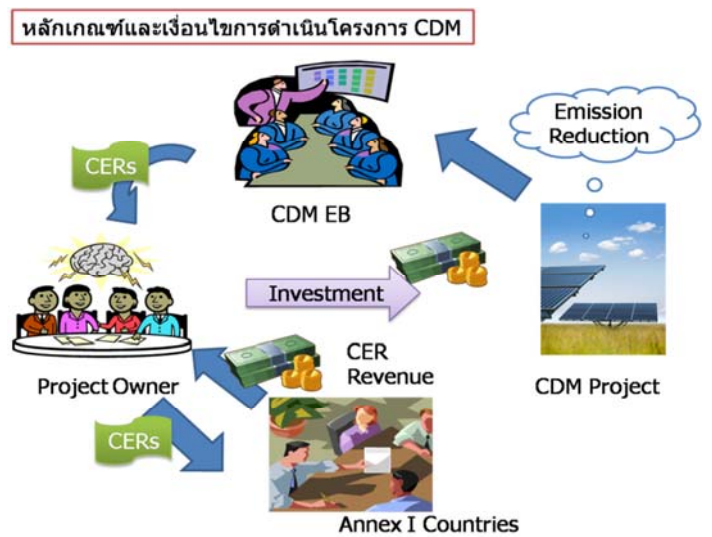 หลักเกณฑ์และเงื่อนไขการดำเนินโครงการ CDM
Emission
Reduction
CERs
CDM EB
Investment
CER
Revenue
Project Owner
CDM Project
CERs
Annex I Countries